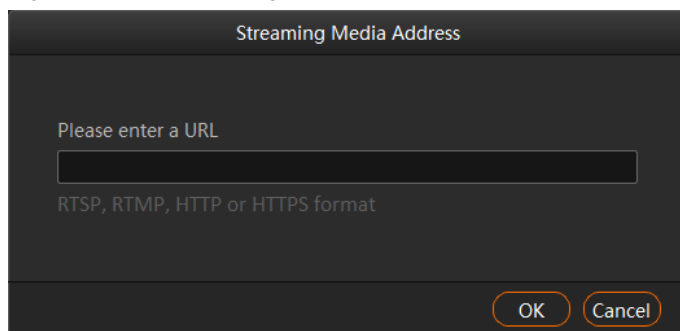 Streaming Media Address
Please enter a URL
RTSP, RTMP, HTTP or HTTPS format
OK Cancel